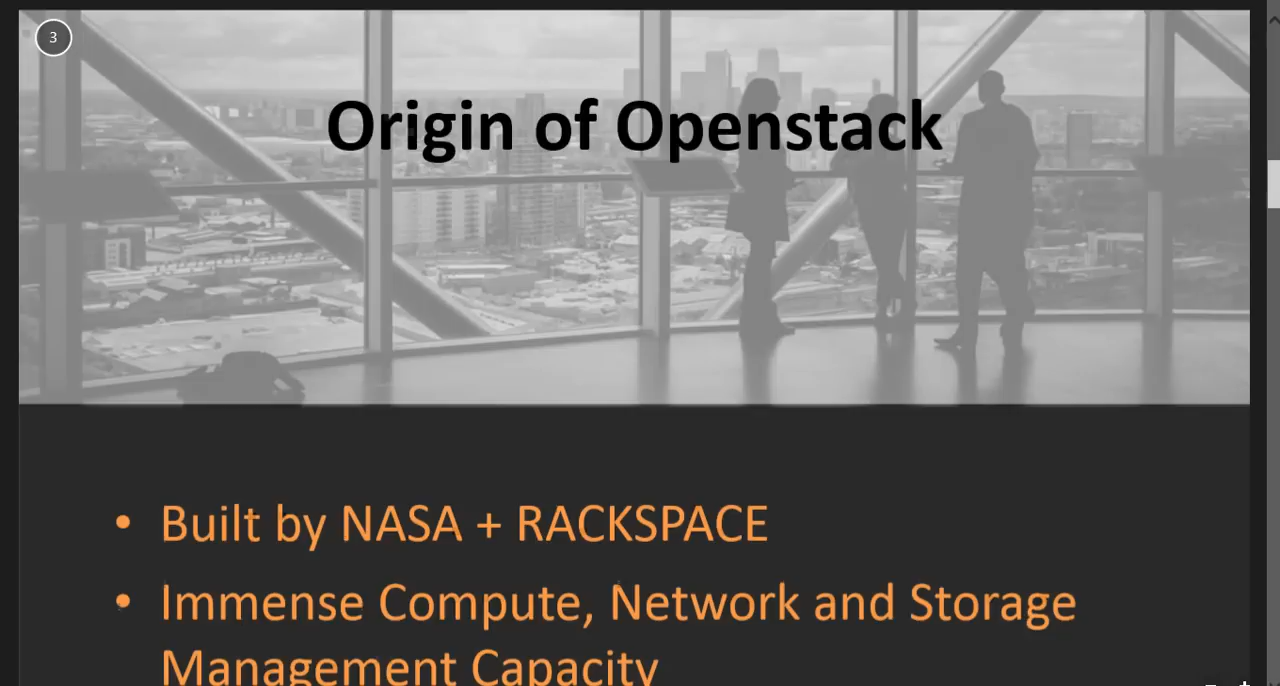 3
Origin of Openstack
• Built by NASA + RACKSPACE
• Immense Compute, Network and Storage
Management Capacity